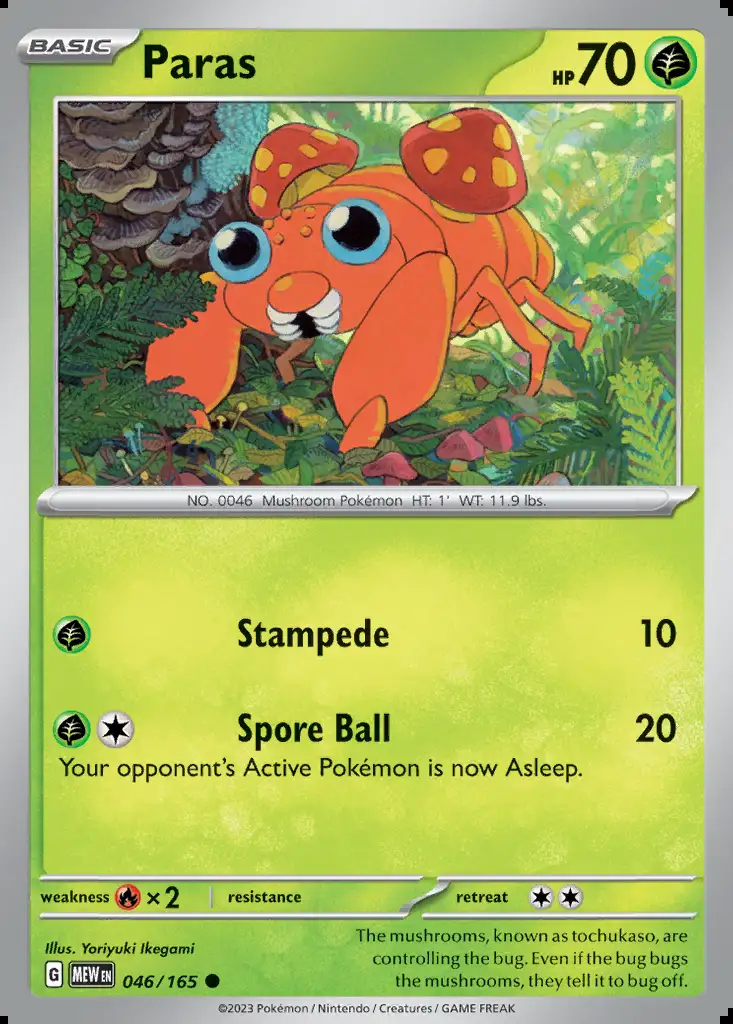 BASIC
Paras
HP 70
NO. 0046 Mushroom Pokémon HT: 1' WT: 11.9 lbs.
Stampede 10
Spore Ball 20
Your opponent's Active Pokémon is now Asleep.
weakness ×2 resistance retreat
Illus. Yoriyuki Ikegami
G MEW EN 046/165
The mushrooms, known as tochukaso, are
controlling the bug. Even if the bug bugs
the mushrooms, they tell it to bug off.
©2023 Pokémon / Nintendo / Creatures / GAME FREAK